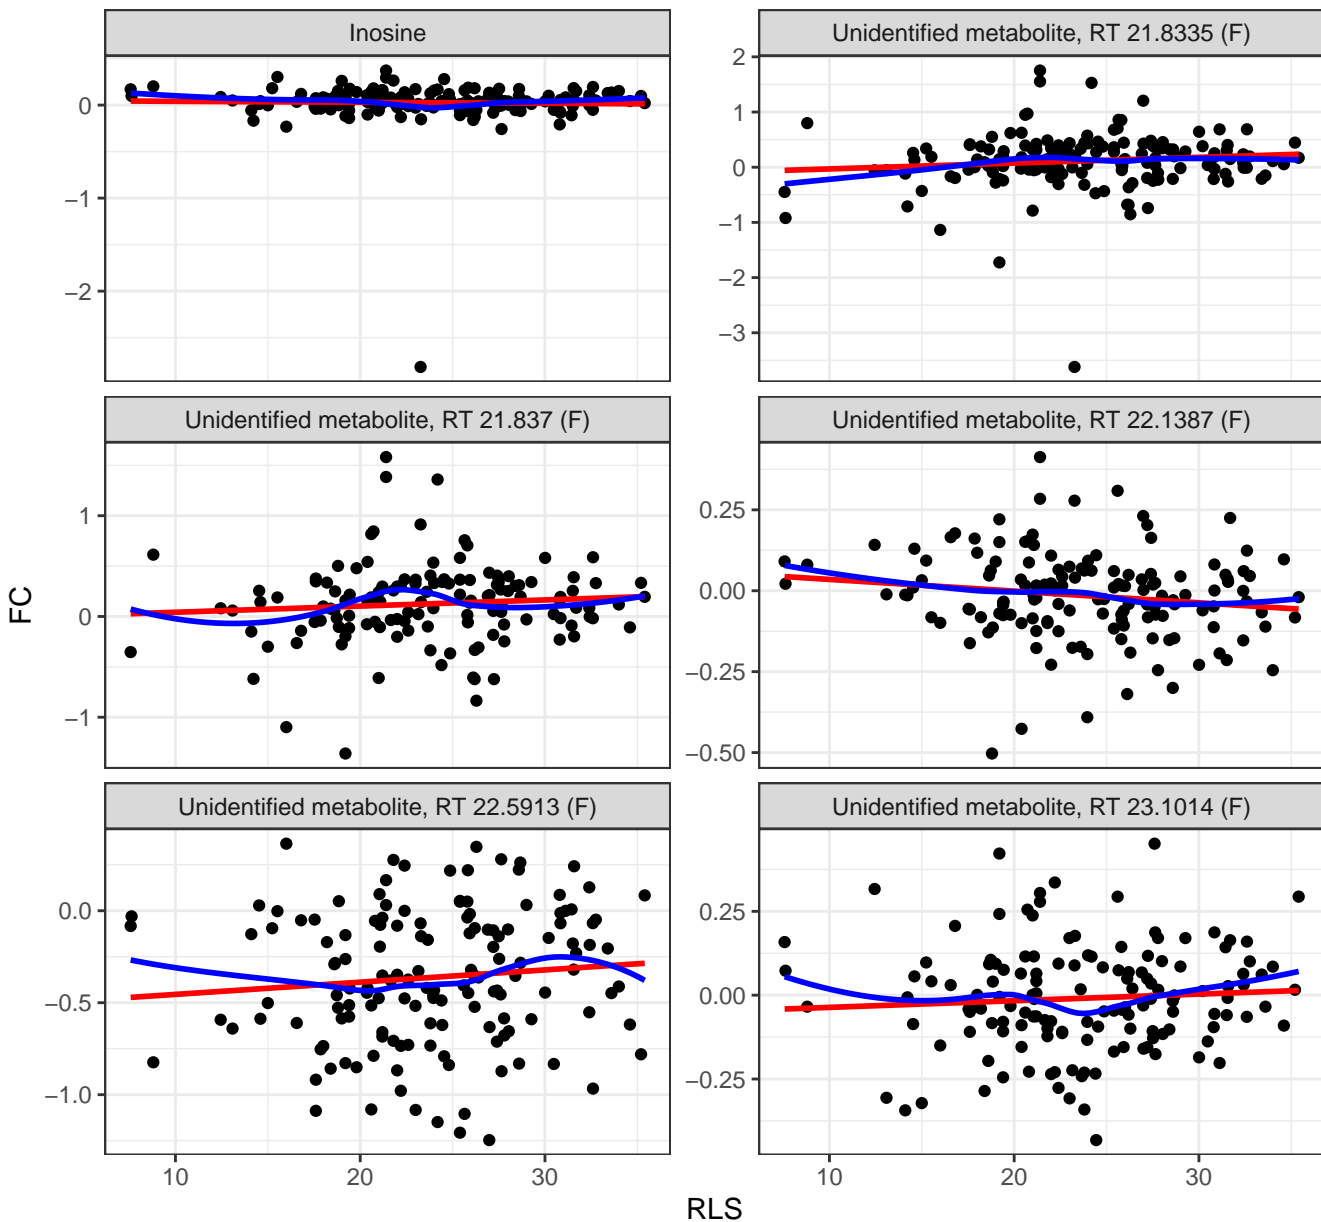 Inosine
Unidentified metabolite, RT 21.8335 (F)
0
−1
−2
2
1
0
−1
−2
−3
Unidentified metabolite, RT 21.837 (F)
Unidentified metabolite, RT 22.1387 (F)
1
0
−1
0.25
0.00
−0.25
−0.50
FC
Unidentified metabolite, RT 22.5913 (F)
Unidentified metabolite, RT 23.1014 (F)
0.0
−0.5
−1.0
0.25
0.00
−0.25
10 20 30
10 20 30
RLS